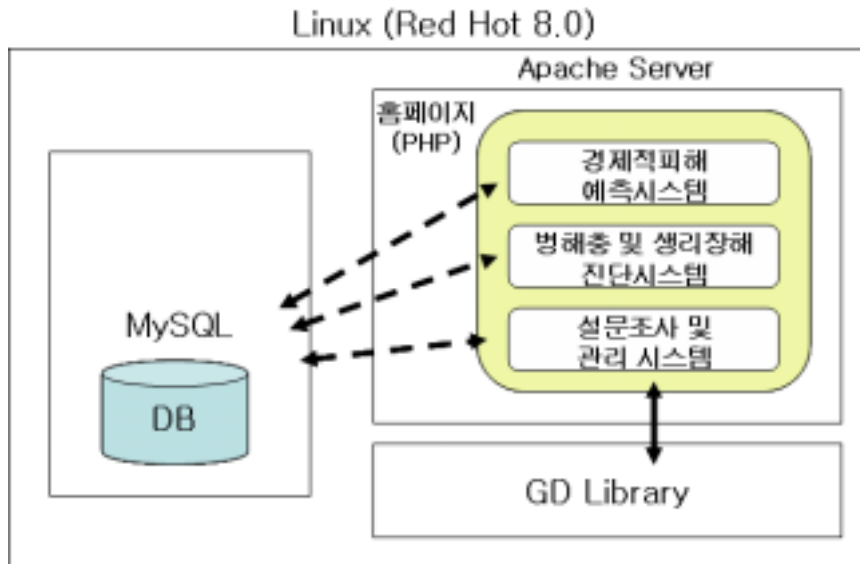 Linux (Red Hot 8.0)
Apache Server
홈페이지
(PHP)
경제적피해
예측시스템
병해충 및 생리장해
진단시스템
설문조사 및
관리 시스템
MySQL
DB
GD Library